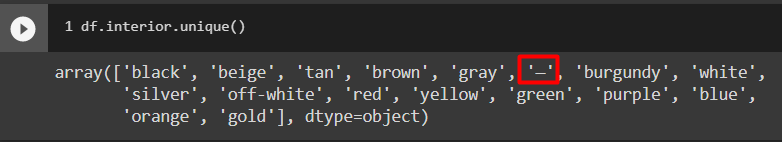 1 df.interior.unique()
array(['black', 'beige', 'tan', 'brown', 'gray', '—', 'burgundy', 'white',
'silver', 'off-white', 'red', 'yellow', 'green', 'purple', 'blue',
'orange', 'gold'], dtype=object)